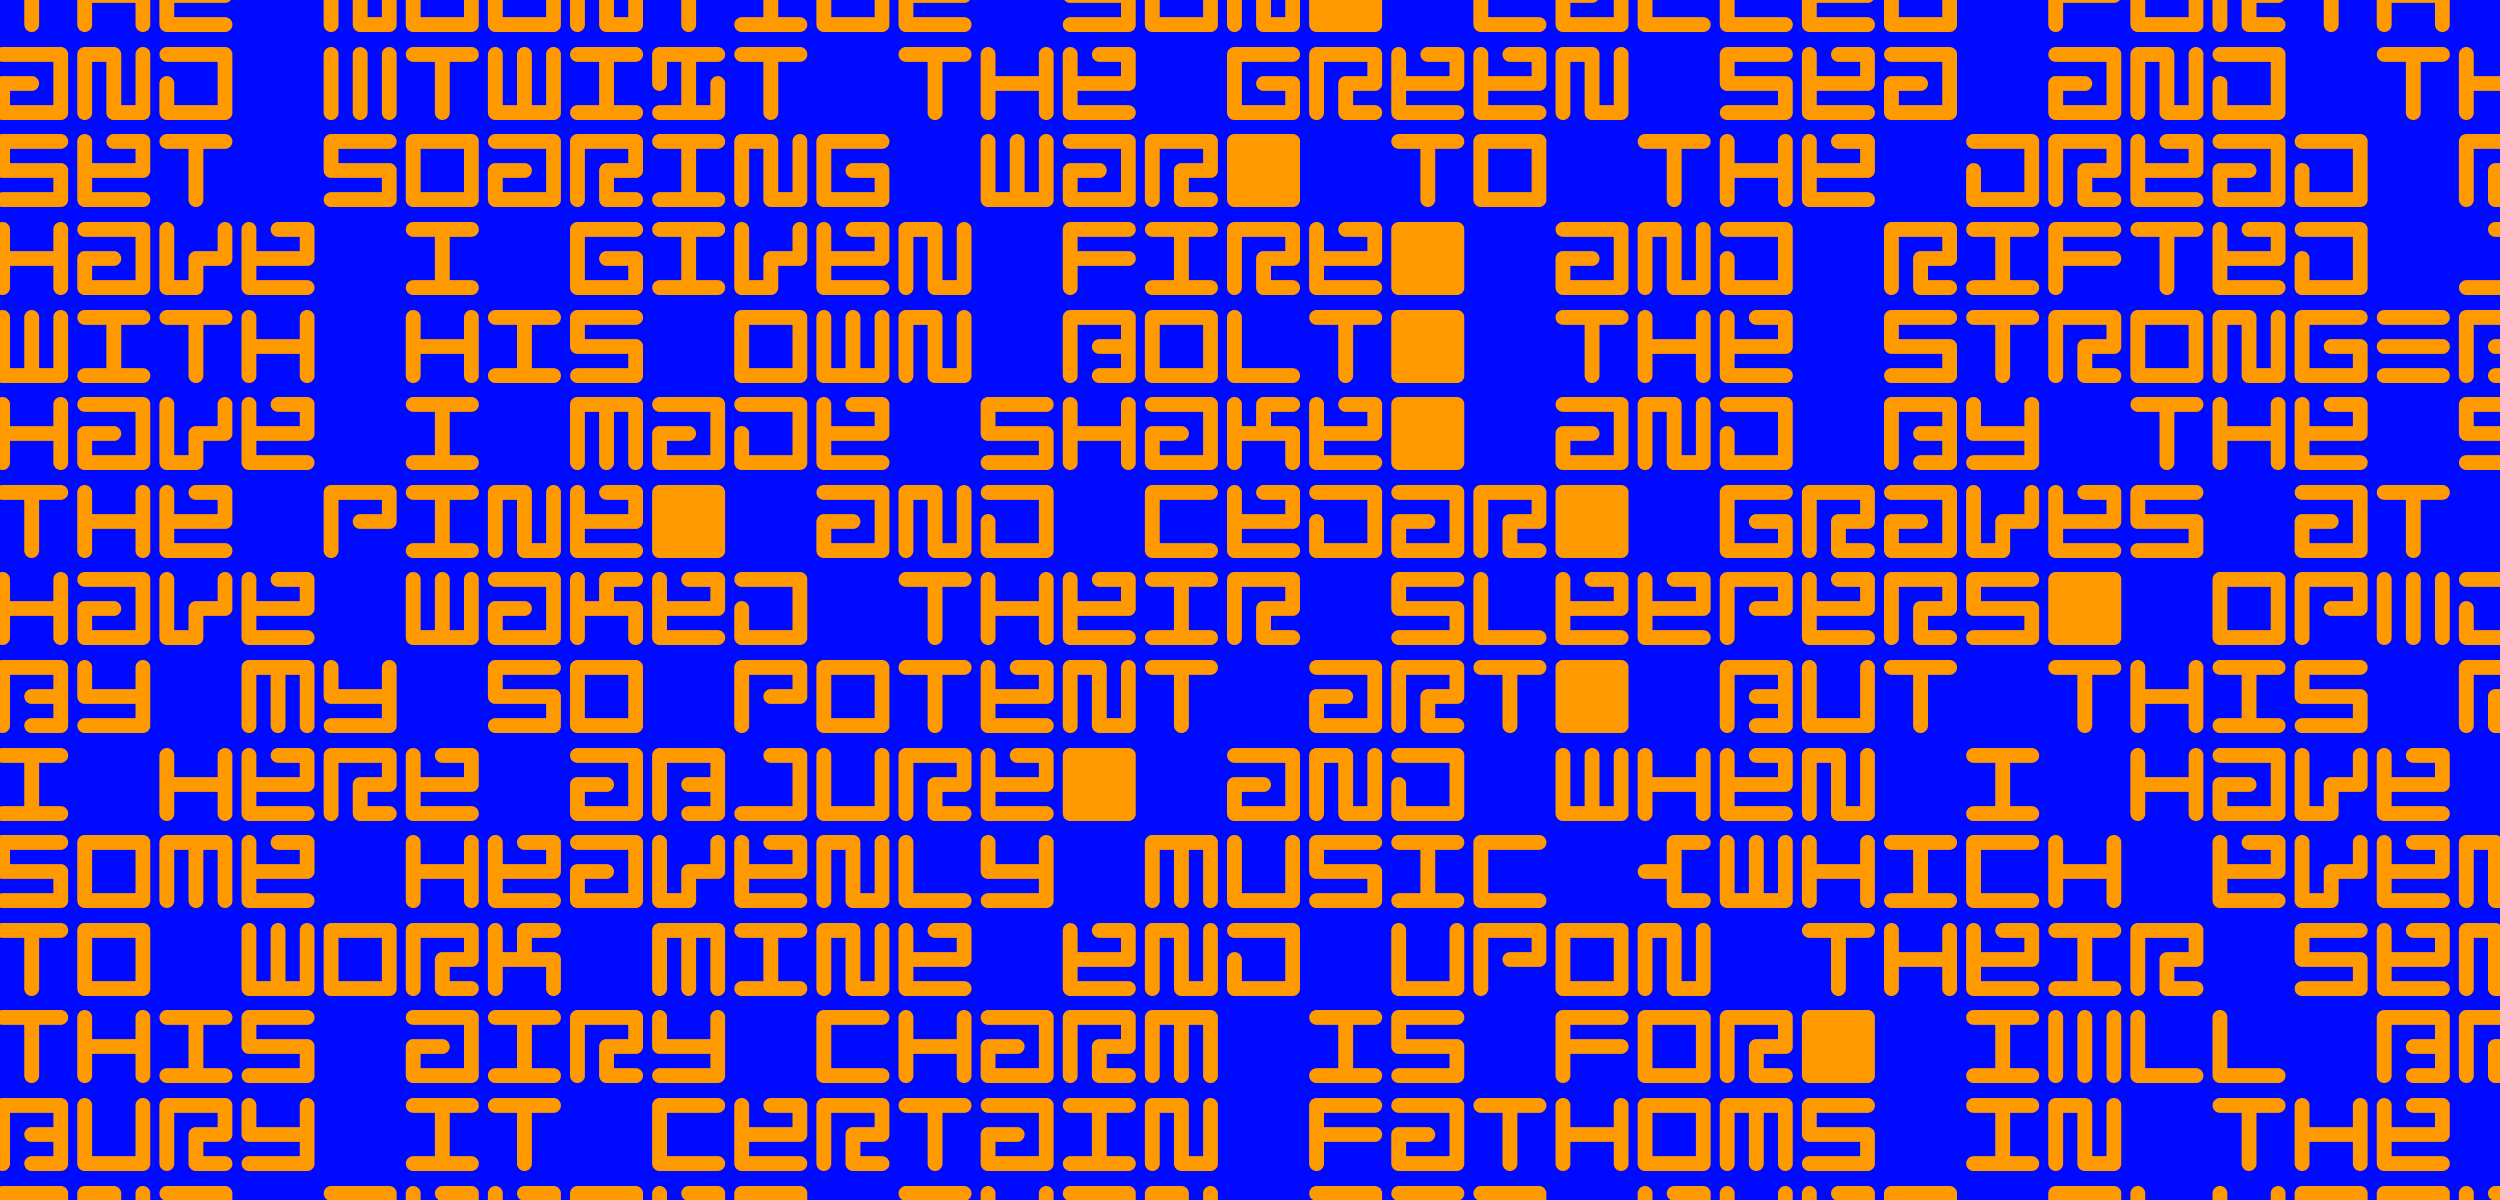 AND 'TWIXT THE GREEN SEA AND
SET SOARING WAR■ TO THE DREAD
HAVE I GIVEN FIRE■ AND RIFTED
WITH HIS OWN BOLT■ THE STRONG=
HAVE I MADE SHAKE■ AND BY THE
THE PINE■ AND CEDAR■ GRAVES AT
HAVE WAKED THEIR SLEEPERS■ OP'
BY MY SO POTENT ART■ BUT THIS
I HERE ABJURE■ AND WHEN I HAVE
SOME HEAVENLY MUSIC {WHICH EVEN
TO WORK MINE END UPON THEIR SEN
THIS AIRY CHARM IS FOR■ I'LL
BURY IT CERTAIN FATHOMS IN THE